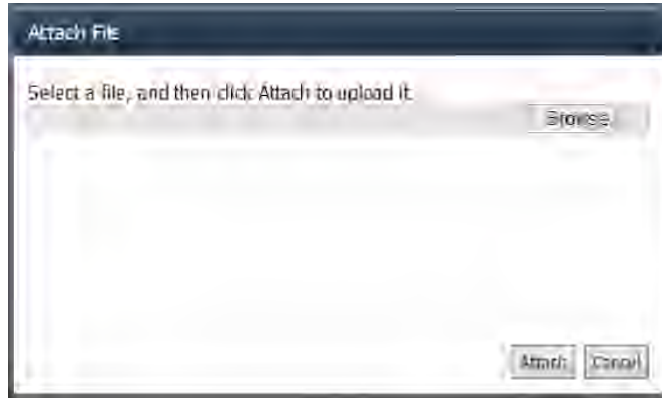 Attach File
Select a file, and then click Attach to upload it.
Browse
Attach
Cancel